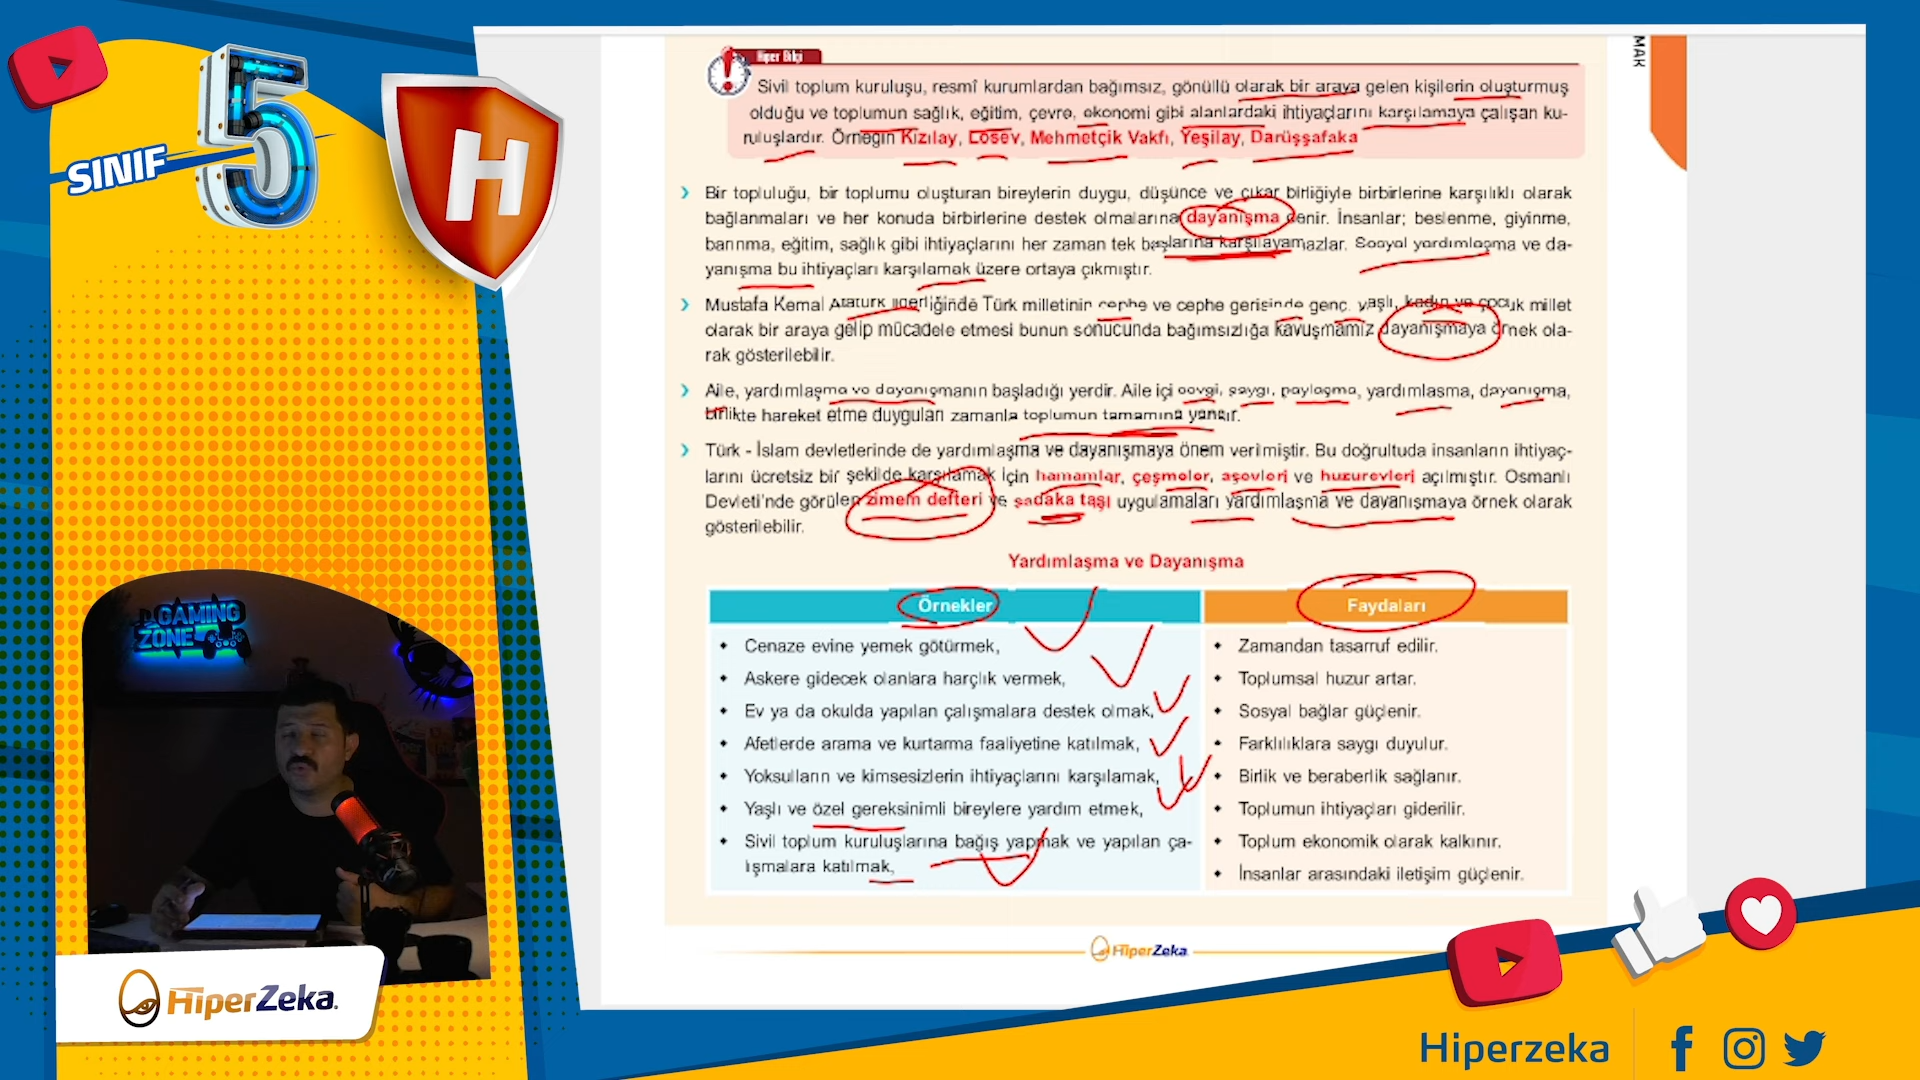 5
SINIF
H
GAMING
ZONE
HiperZeka.
MAK
Hiper Bilgi
Sivil toplum kuruluşu, resmî kurumlardan bağımsız, gönüllü olarak bir araya gelen kişilerin oluşturmuş
olduğu ve toplumun sağlık, eğitim, çevre, ekonomi gibi alanlardaki ihtiyaçlarını karşılamaya çalışan ku-
ruluşlardır. Örneğin Kızılay, Lösev, Mehmetçik Vakfı, Yeşilay, Darüşşafaka
Bir topluluğu, bir toplumu oluşturan bireylerin duygu, düşünce ve çıkar birliğiyle birbirlerine karşılıklı olarak
bağlanmaları ve her konuda birbirlerine destek olmalarına dayanışma denir. İnsanlar; beslenme, giyinme,
barınma, eğitim, sağlık gibi ihtiyaçlarını her zaman tek başlarına karşılayamazlar. Sosyal yardımlaşma ve da-
yanışma bu ihtiyaçları karşılamak üzere ortaya çıkmıştır.
Mustafa Kemal Atatürk liderliğinde Türk milletinin cephe ve cephe gerisinde genç, yaşlı, kadın ve çocuk millet
olarak bir araya gelip mücadele etmesi bunun sonucunda bağımsızlığa kavuşmamız dayanışmaya örnek ola-
rak gösterilebilir.
Aile, yardımlaşma ve dayanışmanın başladığı yerdir. Aile içi sevgi, saygı, paylaşma, yardımlaşma, dayanışma,
birlikte hareket etme duyguları zamanla toplumun tamamına yansır.
Türk - İslam devletlerinde de yardımlaşma ve dayanışmaya önem verilmiştir. Bu doğrultuda insanların ihtiyaç-
larını ücretsiz bir şekilde karşılamak için hamamlar, çeşmeler, aşevleri ve huzurevleri açılmıştır. Osmanlı
Devleti'nde görülen zimem defteri ve sadaka taşı uygulamaları yardımlaşma ve dayanışmaya örnek olarak
gösterilebilir.
Yardımlaşma ve Dayanışma
Örnekler
• Cenaze evine yemek götürmek,
• Askere gidecek olanlara harçlık vermek,
• Ev ya da okulda yapılan çalışmalara destek olmak,
• Afetlerde arama ve kurtarma faaliyetine katılmak,
• Yoksulların ve kimsesizlerin ihtiyaçlarını karşılamak,
• Yaşlı ve özel gereksinimli bireylere yardım etmek,
• Sivil toplum kuruluşlarına bağış yapmak ve yapılan ça-
lışmalara katılmak,
Faydaları
• Zamandan tasarruf edilir.
• Toplumsal huzur artar.
• Sosyal bağlar güçlenir.
• Farklılıklara saygı duyulur.
• Birlik ve beraberlik sağlanır.
• Toplumun ihtiyaçları giderilir.
• Toplum ekonomik olarak kalkınır.
• İnsanlar arasındaki iletişim güçlenir.
HiperZeka
Hiperzeka